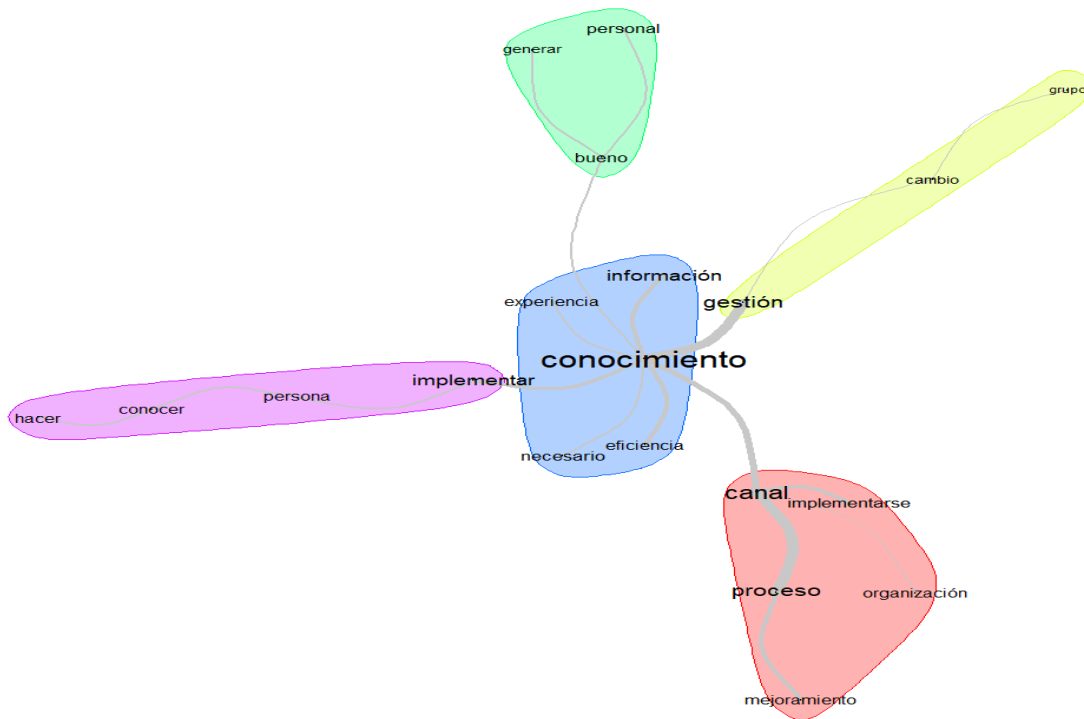 personal
generar
grupo
bueno
cambio
información
experiencia
gestión
conocimiento
implementar
persona
conocer
hacer
eficiencia
necesario
canal
implementarse
proceso
organización
mejoramiento